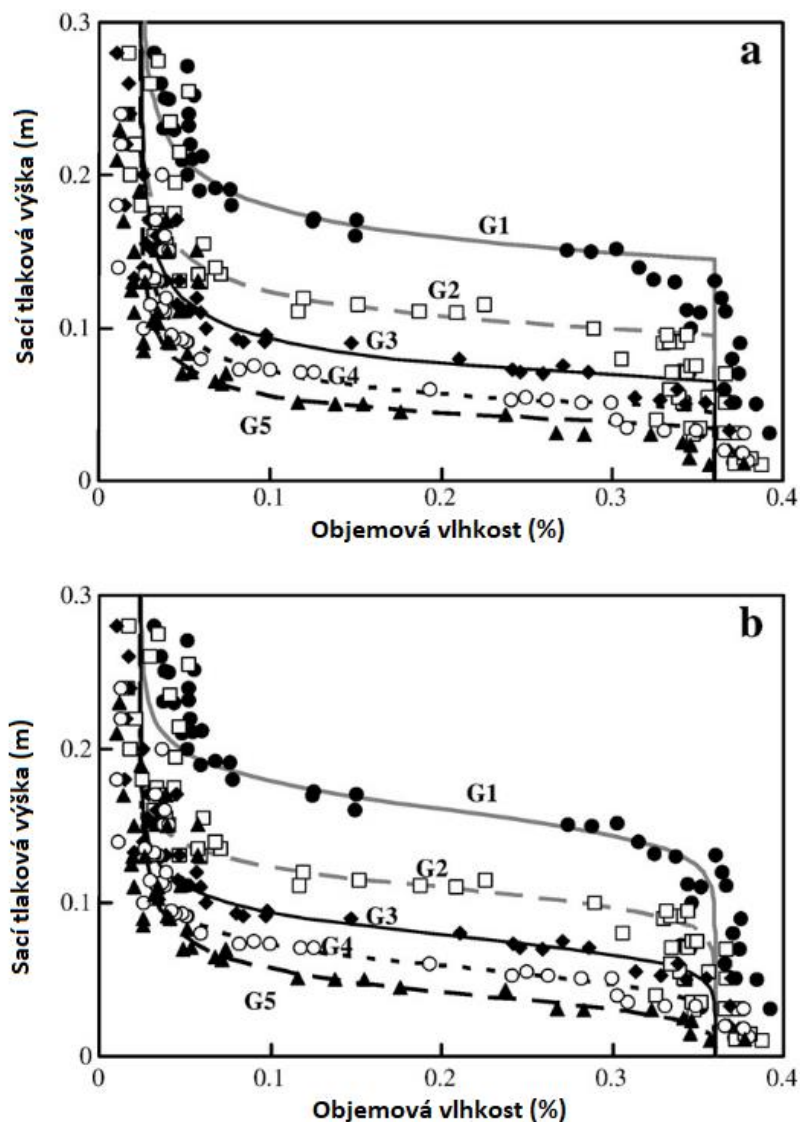 0.3
a
Sací tlaková výška (m)
0.2
G1
G2
0.1
G3
G4
G5
0
0
0.1
0.2
0.3
0.4
Objemová vlhkost (%)
0.3
b
Sací tlaková výška (m)
0.2
G1
G2
0.1
G3
G4
G5
0
0
0.1
0.2
0.3
0.4
Objemová vlhkost (%)